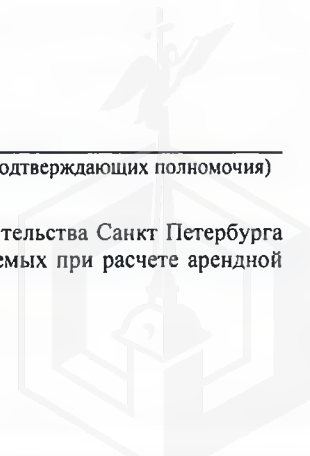 одтверждающих полномочия)
тельства Санкт Петербурга
емых при расчете арендной